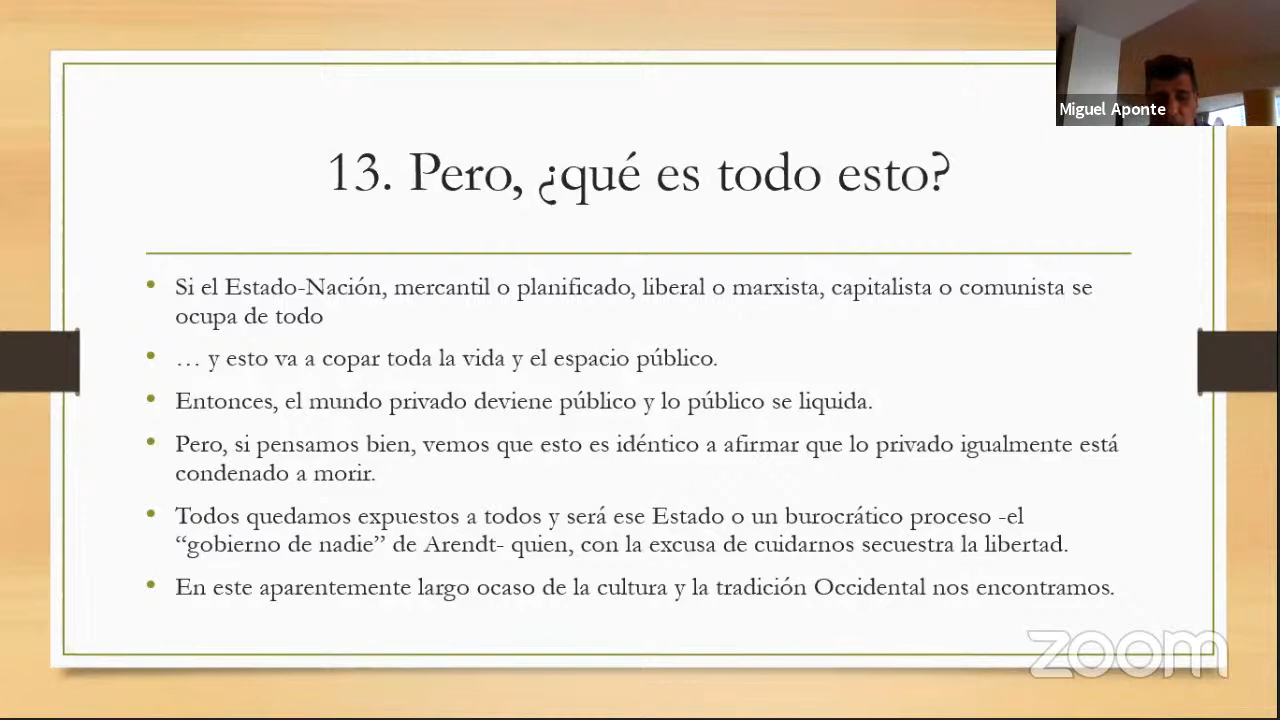 Miguel Aponte
13. Pero, ¿qué es todo esto?
• Si el Estado-Nación, mercantil o planificado, liberal o marxista, capitalista o comunista se
ocupa de todo
• … y esto va a copar toda la vida y el espacio público.
• Entonces, el mundo privado deviene público y lo público se liquida.
• Pero, si pensamos bien, vemos que esto es idéntico a afirmar que lo privado igualmente está
condenado a morir.
• Todos quedamos expuestos a todos y será ese Estado o un burocrático proceso -el
“gobierno de nadie” de Arendt- quien, con la excusa de cuidarnos secuestra la libertad.
• En este aparentemente largo ocaso de la cultura y la tradición Occidental nos encontramos.
zoom